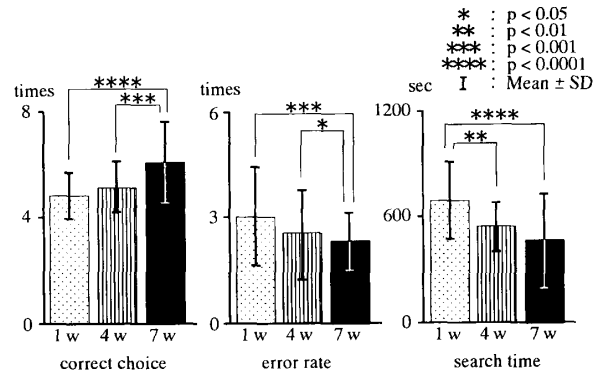 * : p < 0.05
** : p < 0.01
*** : p < 0.001
**** : p < 0.0001
I : Mean ± SD
times
8
4
0
****
***
1 w 4 w 7 w
correct choice
times
6
3
0
***
*
1 w 4 w 7 w
error rate
sec
1200
600
0
****
**
1 w 4 w 7 w
search time